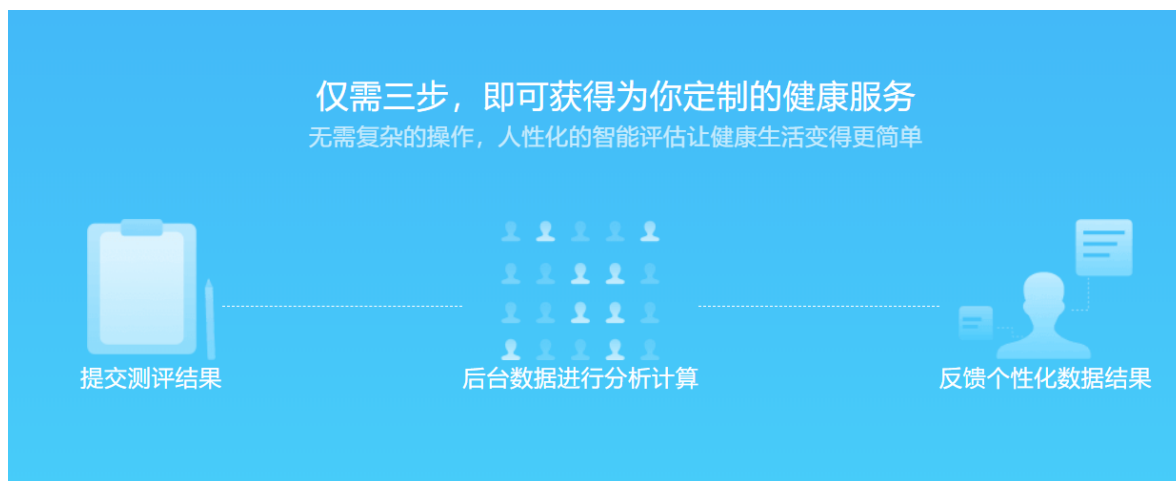 仅需三步，即可获得为你定制的健康服务
无需复杂的操作，人性化的智能评估让健康生活变得更简单
提交测评结果
后台数据进行分析计算
反馈个性化数据结果